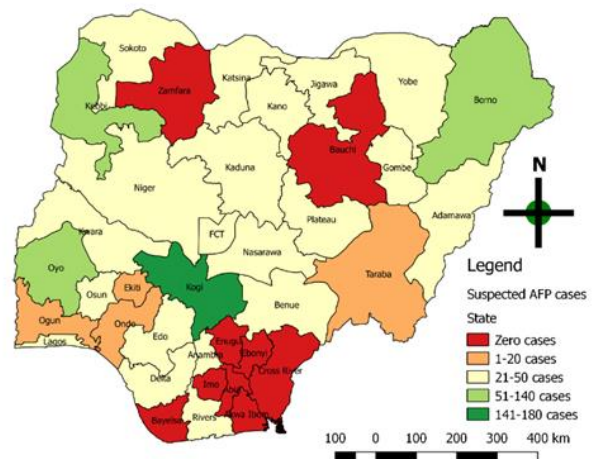 Sokoto
Katsina
Jigawa
Yobe
Borno
Zamfara
Kebbi
Kano
Bauchi
Gombe
Kaduna
Niger
Plateau
Adamawa
N
FCT
Kwara
Nasarawa
Taraba
Oyo
Kogi
Osun
Ekiti
Benue
Ogun
Ondo
Lagos
Edo
Enugu
Ebonyi
Anambra
Cross River
Delta
Imo
Abia
Bayelsa
Rivers
Akwa Ibom
Legend
Suspected AFP cases
State
Zero cases
1-20 cases
21-50 cases
51-140 cases
141-180 cases
100 0 100 200 300 400 km